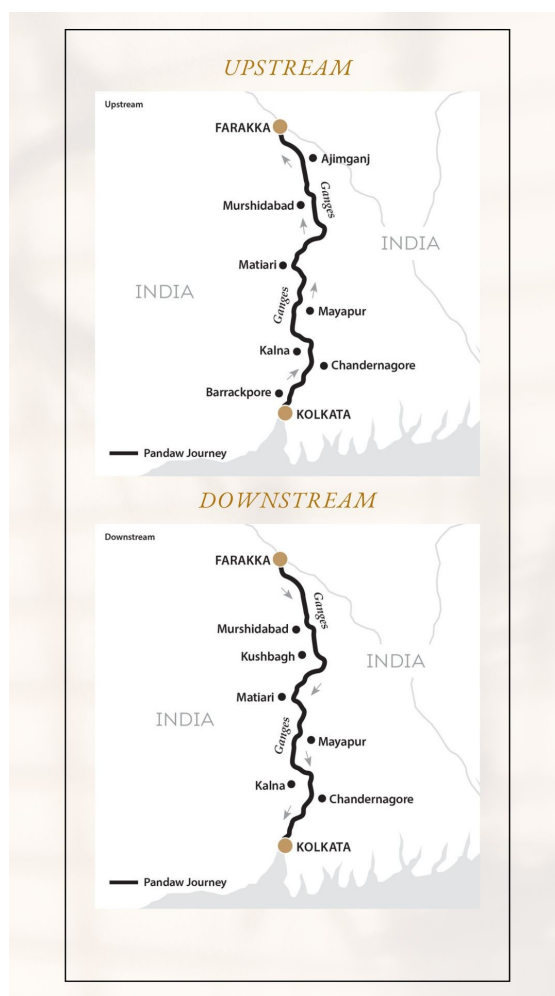 UPSTREAM
Upstream
FARAKKA
Ajimganj
Ganges
Murshidabad
INDIA
Matiari
INDIA
Ganges
Mayapur
Kalna
Chandernagore
Barrackpore
KOLKATA
Pandaw Journey
DOWNSTREAM
Downstream
FARAKKA
Ganges
Murshidabad
Kushbagh
INDIA
Matiari
INDIA
Ganges
Mayapur
Kalna
Chandernagore
KOLKATA
Pandaw Journey